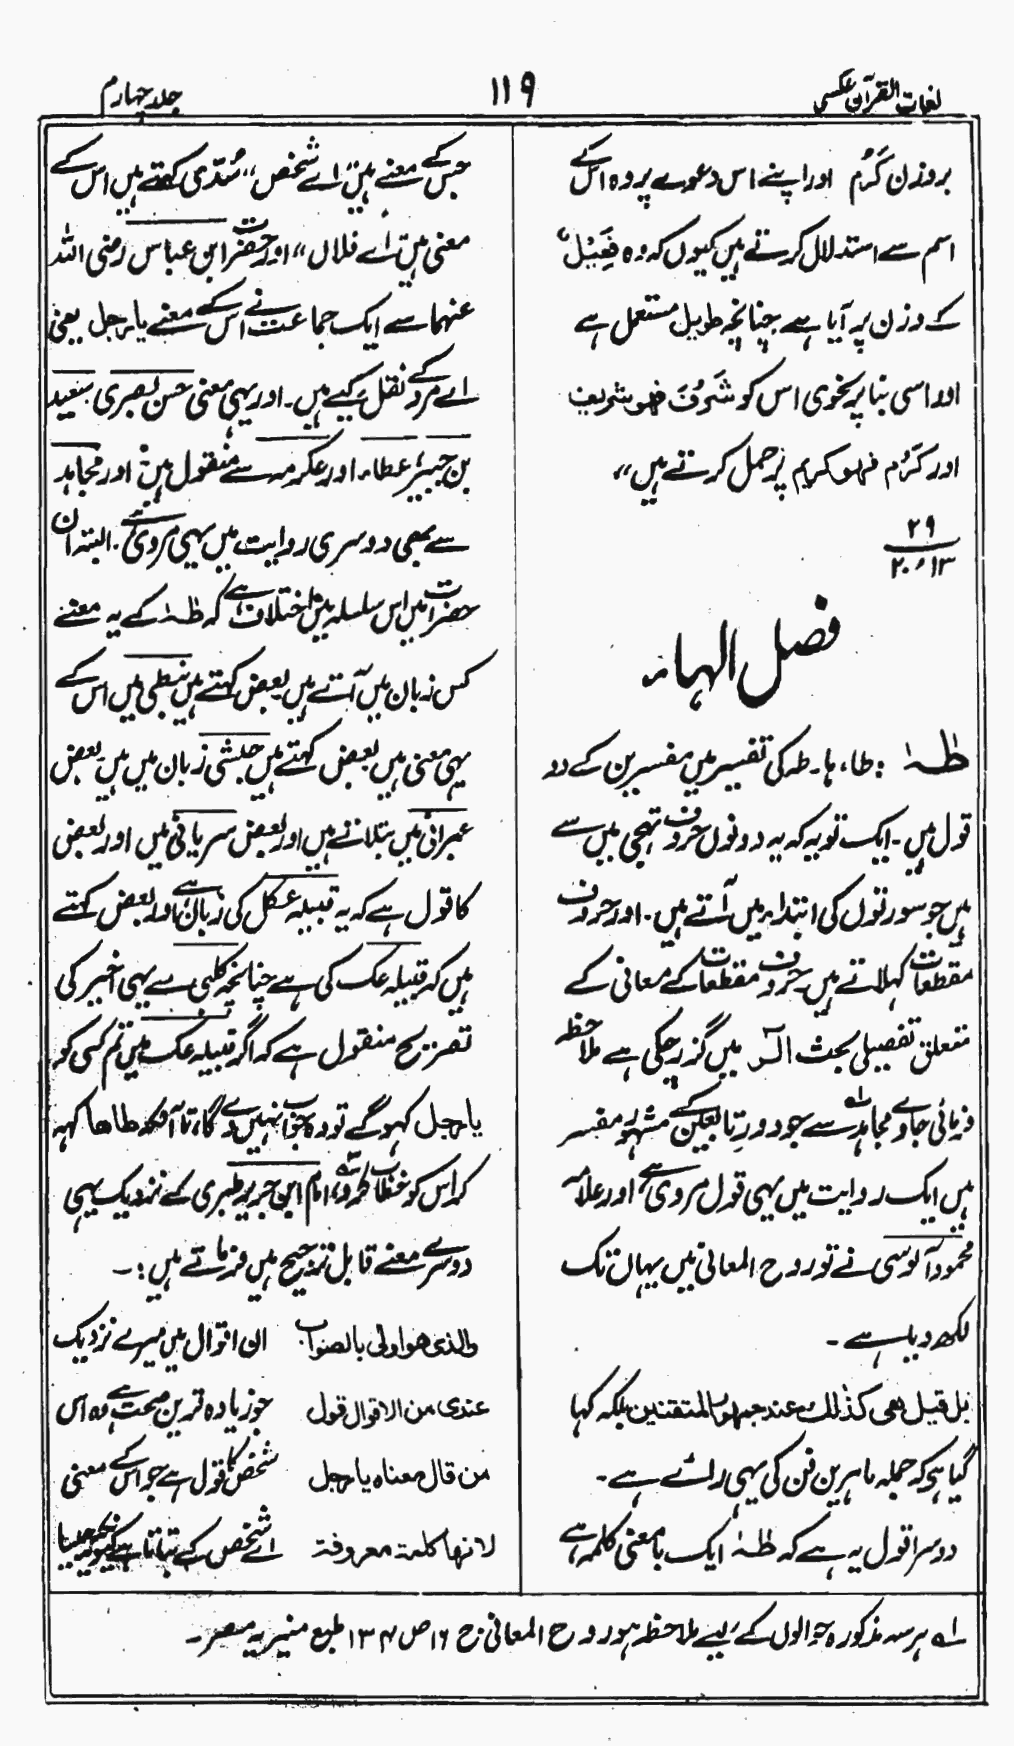 لغات القرآن عکسی
۱۱۹
جلد چہارم
بروزن کَرُم اور اپنے اس دعوے پر وہ اس کے
اسم سے استدلال کرتے ہیں کیوں کہ وہ فَعِیْل
کے وزن پر آیا ہے چنانچہ طویل مستعمل ہے
اور اسی بنا پر نحوی اس کو شَرُفَ فہو شریف
اور کَرُم فہو کریم پر حمل کرتے ہیں“
۲۹
۲۰،۱۳
فصل الہاء
طٰہٰ : طا، ہا۔ طہ کی تفسیر میں مفسرین کے دو
قول ہیں۔ ایک تو یہ کہ یہ دونوں حروف تہجی میں سے
ہیں جو سورتوں کی ابتداء میں آتے ہیں۔ اور حروف
مقطعات کہلاتے ہیں۔ حروف مقطعات کے معانی کے
متعلق تفصیلی بحث الٓر میں گزر چکی ہے ملاحظہ
فرمائی جاوے مجاہد سے جو دورِ تابعین کے مشہور مفسر
ہیں ایک روایت میں یہی قول مروی ہے اور علامہ
محمود آلوسی نے تو روح المعانی میں یہاں تک
لکھ دیا ہے۔
بل قیل ھی کذٰلک عند جمہور المتقنین بلکہ کہا
گیا ہی کہ جملہ ماہرین فن کی یہی رائے ہے۔
دوسرا قول یہ ہے کہ طٰہٰ ایک بامعنی کلمہ ہے
جس کے معنے ہیں ”اے شخص“ سُدّی کہتے ہیں اس کے
معنی ہیں ”اے فلاں“ اور حضرت ابن عباس رضی اللہ
عنہما سے ایک جماعت نے اس کے معنے یا رجل یعنی
اے مرد کے نقل کیے ہیں۔ اور یہی معنی حسن بصری سعید
بن جبیر، عطاء، اور عکرمہ سے منقول ہیں اور مجاہد
سے بھی دوسری روایت میں یہی مروی ہے۔ البتہ ان
حضرات میں اس سلسلہ میں اختلاف ہے کہ طٰہٰ کے یہ معنے
کس زبان میں آتے ہیں بعض کہتے ہیں نبطی میں اس کے
یہی معنی ہیں بعض کہتے ہیں حبشی زبان میں ہیں بعض
عبرانی میں بتلاتے ہیں اور بعض سریانی میں اور بعض
کا قول ہے کہ یہ قبیلہ عکل کی زبان ہے اور بعض کہتے
ہیں کہ قبیلہ عک کی ہے چنانچہ کلبی سے یہی اخیر کی
تصریح منقول ہے کہ اگر قبیلہ عک میں تم کسی کو
یا رجل کہو گے تو وہ جواب نہیں دے گا، تا آنکہ طاھا کہہ
کر اس کو خطاب کرو، امام ابن جریر طبری کے نزدیک یہی
دوسرے معنے قابل ترجیح ہیں فرماتے ہیں :۔
والذی ھو اولی بالصواب ان اقوال میں میرے نزدیک
عندی من الاقوال قول جو زیادہ قرین صحت ہے وہ اس
من قال معناہ یا رجل شخص کا قول ہے جو اس کے معنی
لانھا کلمۃ معروفۃ اے شخص کے بتاتا ہے
لہ ہر سہ مذکورہ حوالوں کے لیے ملاحظہ ہو روح المعانی ج ۱۶ ص ۱۳۴ طبع منیریہ مصر۔